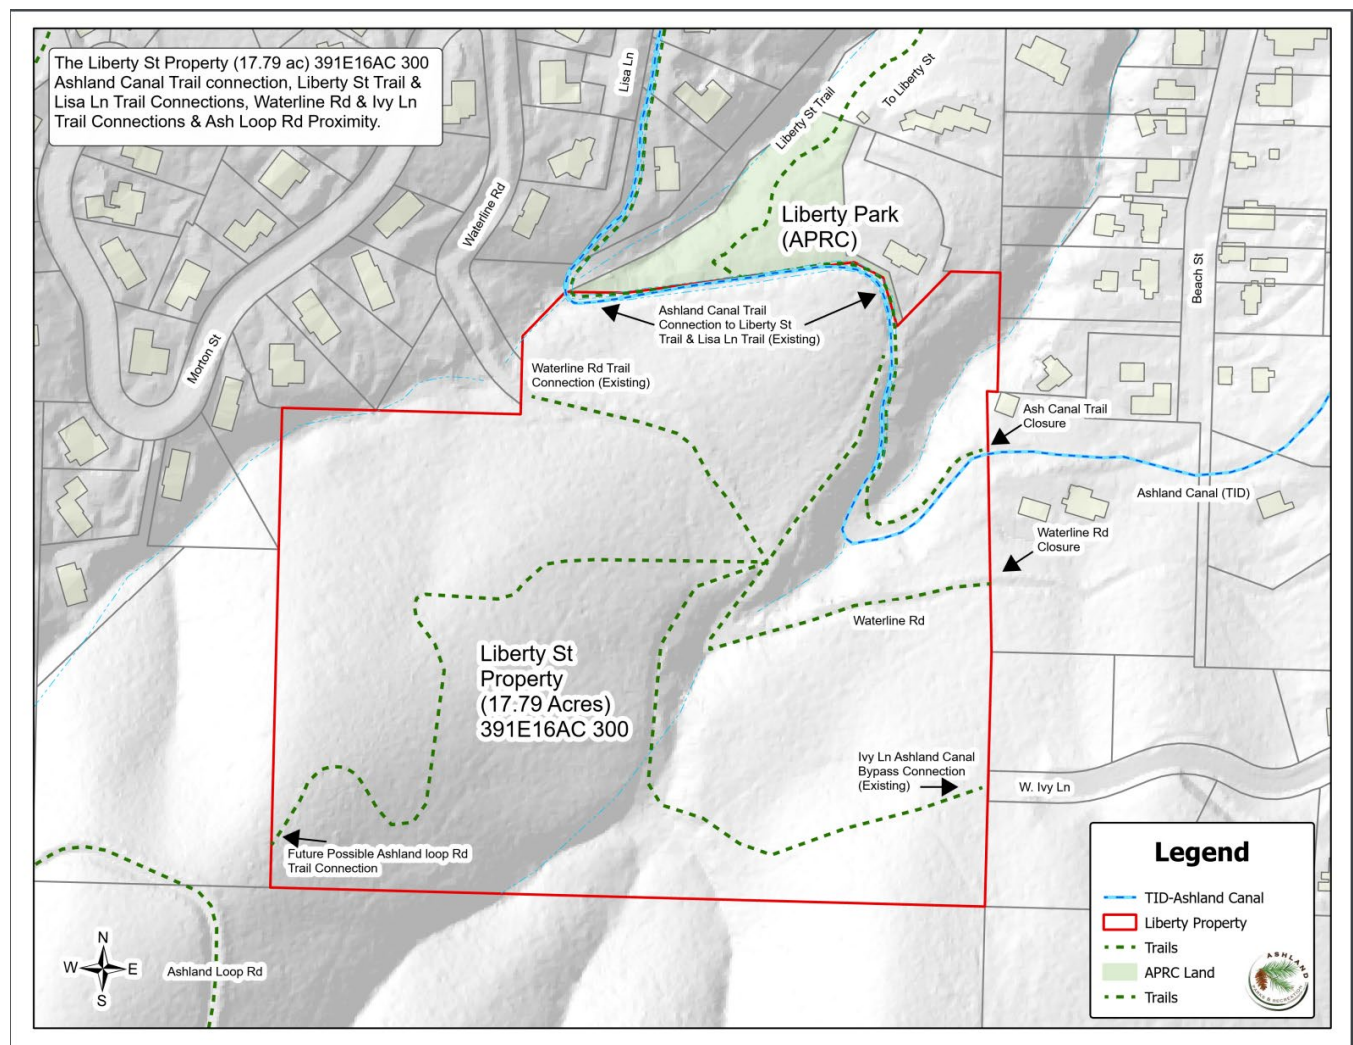 The Liberty St Property (17.79 ac) 391E16AC 300
Ashland Canal Trail connection, Liberty St Trail &
Lisa Ln Trail Connections, Waterline Rd & Ivy Ln
Trail Connections & Ash Loop Rd Proximity.
Lisa Ln
Liberty St Trail
To Liberty St
Waterline Rd
Liberty Park
(APRC)
Beach St
Morton St
Ashland Canal Trail
Connection to Liberty St
Trail & Lisa Ln Trail (Existing)
Waterline Rd Trail
Connection (Existing)
Ash Canal Trail
Closure
Ashland Canal (TID)
Waterline Rd
Closure
Waterline Rd
Liberty St
Property
(17.79 Acres)
391E16AC 300
Ivy Ln Ashland Canal
Bypass Connection
(Existing)
W. Ivy Ln
Future Possible Ashland loop Rd
Trail Connection
Ashland Loop Rd
N
W
E
S
Legend
TID-Ashland Canal
Liberty Property
Trails
APRC Land
Trails
ASHLAND
PARKS & RECREATION